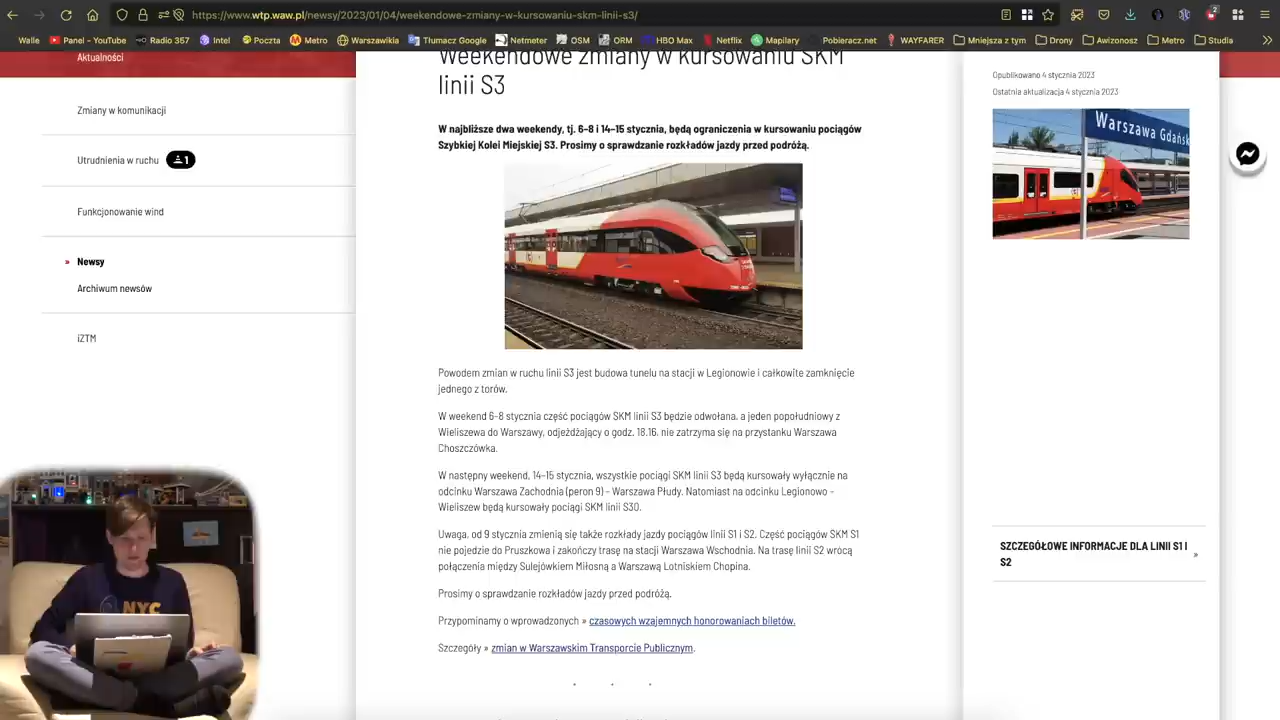 https://www.wtp.waw.pl/newsy/2023/01/04/weekendowe-zmiany-w-kursowaniu-skm-linii-s3/
2
Walle
Panel - YouTube
Radio 357
Intel
Poczta
Metro
Warszawikia
Tłumacz Google
Netmeter
OSM
ORM
HBO Max
Netflix
Mapilary
Pobieracz.net
WAYFARER
Mniejsza z tym
Drony
Awizonosz
Metro
Studia
Aktualności
Zmiany w komunikacji
Utrudnienia w ruchu 1
Funkcjonowanie wind
» Newsy
Archiwum newsów
iZTM
Weekendowe zmiany w kursowaniu SKM
linii S3
W najbliższe dwa weekendy, tj. 6-8 i 14-15 stycznia, będą ograniczenia w kursowaniu pociągów
Szybkiej Kolei Miejskiej S3. Prosimy o sprawdzanie rozkładów jazdy przed podróżą.
Powodem zmian w ruchu linii S3 jest budowa tunelu na stacji w Legionowie i całkowite zamknięcie
jednego z torów.
W weekend 6-8 stycznia część pociągów SKM linii S3 będzie odwołana, a jeden popołudniowy z
Wieliszewa do Warszawy, odjeżdżający o godz. 18.16, nie zatrzyma się na przystanku Warszawa
Choszczówka.
W następny weekend, 14-15 stycznia, wszystkie pociągi SKM linii S3 będą kursowały wyłącznie na
odcinku Warszawa Zachodnia (peron 9) – Warszawa Płudy. Natomiast na odcinku Legionowo –
Wieliszew będą kursowały pociągi SKM linii S30.
Uwaga, od 9 stycznia zmienią się także rozkłady jazdy pociągów linii S1 i S2. Część pociągów SKM S1
nie pojedzie do Pruszkowa i zakończy trasę na stacji Warszawa Wschodnia. Na trasę linii S2 wrócą
połączenia między Sulejówkiem Miłosną a Warszawą Lotniskiem Chopina.
Prosimy o sprawdzanie rozkładów jazdy przed podróżą.
Przypominamy o wprowadzonych » czasowych wzajemnych honorowaniach biletów.
Szczegóły » zmian w Warszawskim Transporcie Publicznym.
Opublikowano 4 stycznia 2023
Ostatnia aktualizacja 4 stycznia 2023
Warszawa Gdańsk
SZCZEGÓŁOWE INFORMACJE DLA LINII S1 I
S2 »
NYC